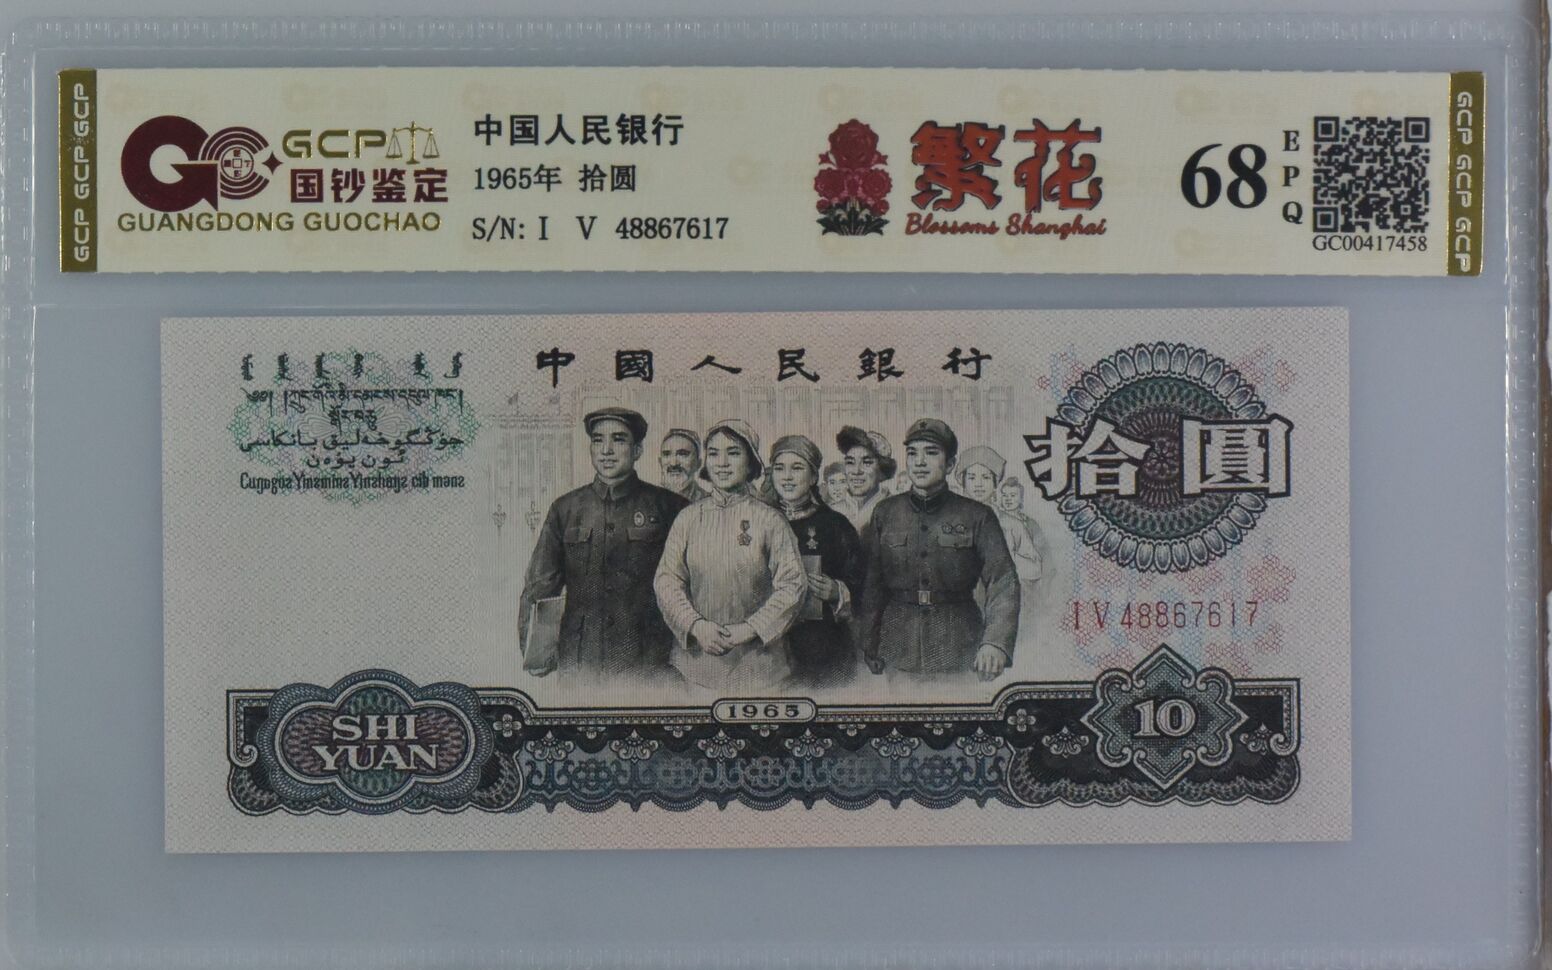 GCP GCP GCP
GCP
国钞鉴定
GUANGDONG GUOCHAO
中国人民银行
1965年 拾圆
S/N: I V 48867617
繁花
Blossoms Shanghai
68
EPQ
GC00417458
GCP GCP GCP
中國人民銀行
拾圓
I V 48867617
1965
SHI
YUAN
10